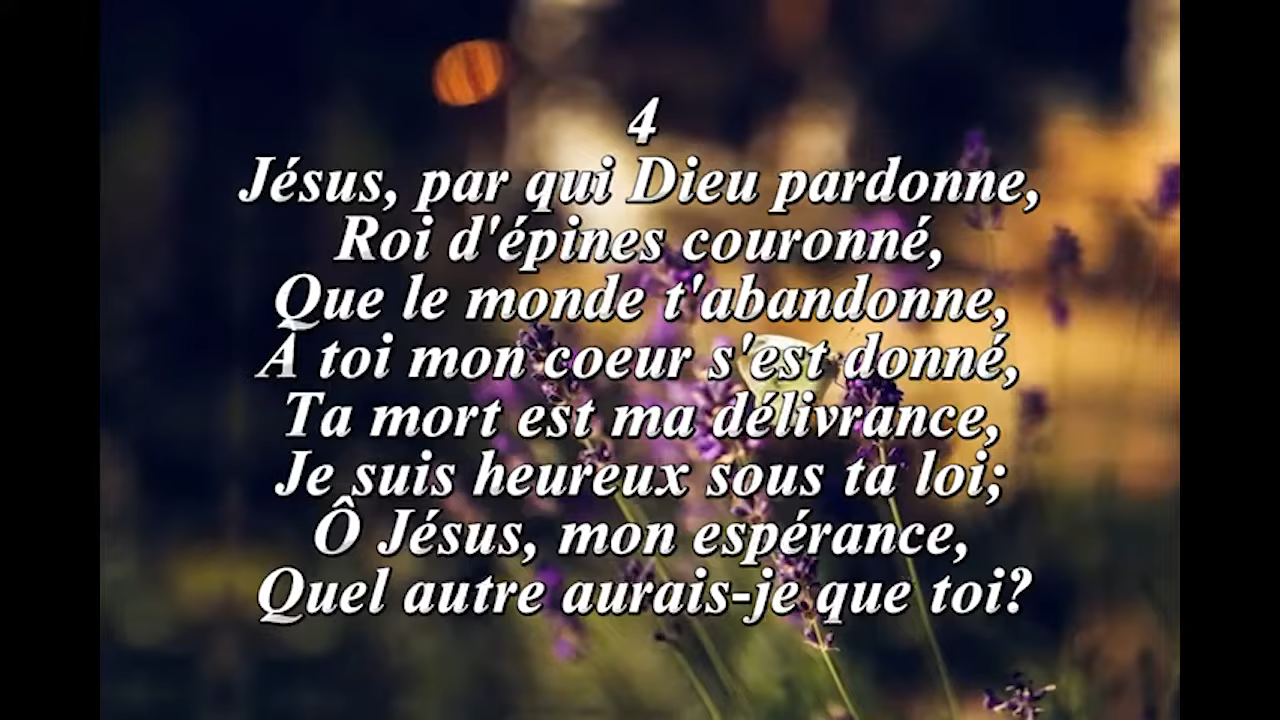 4
Jésus, par qui Dieu pardonne,
Roi d'épines couronné,
Que le monde t'abandonne,
À toi mon coeur s'est donné,
Ta mort est ma délivrance,
Je suis heureux sous ta loi;
Ô Jésus, mon espérance,
Quel autre aurais-je que toi?